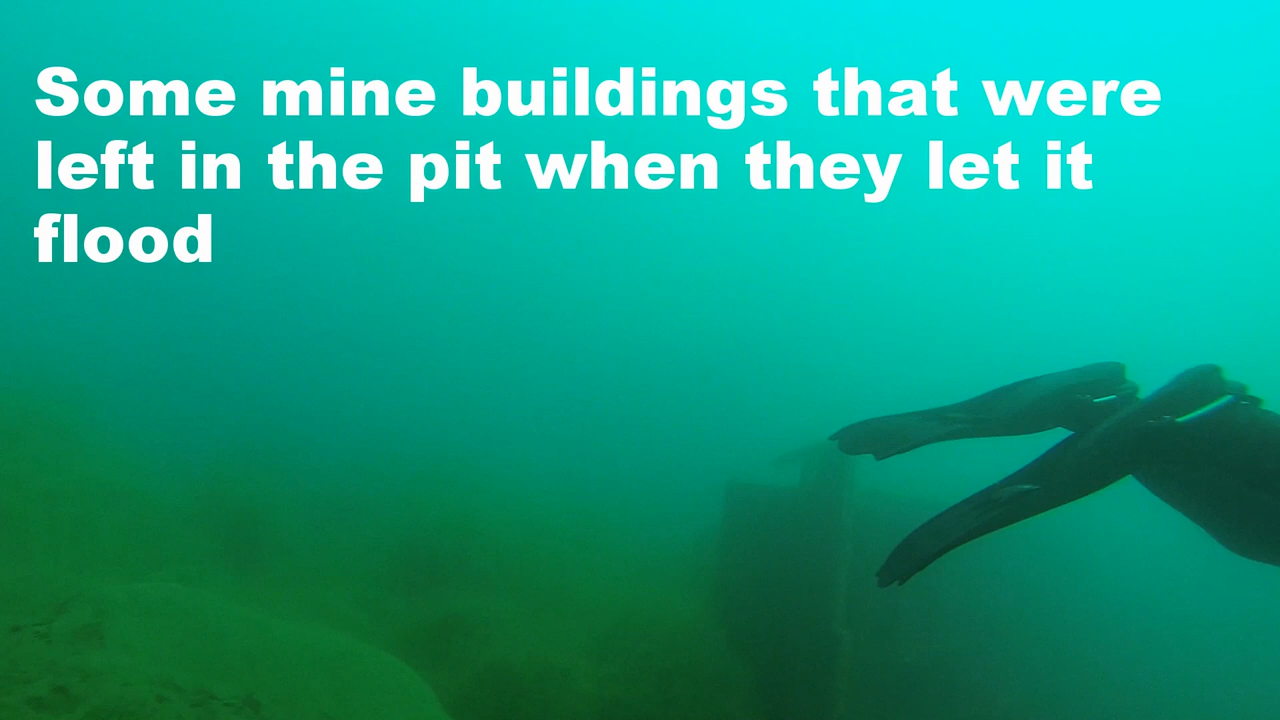 Some mine buildings that were
left in the pit when they let it
flood